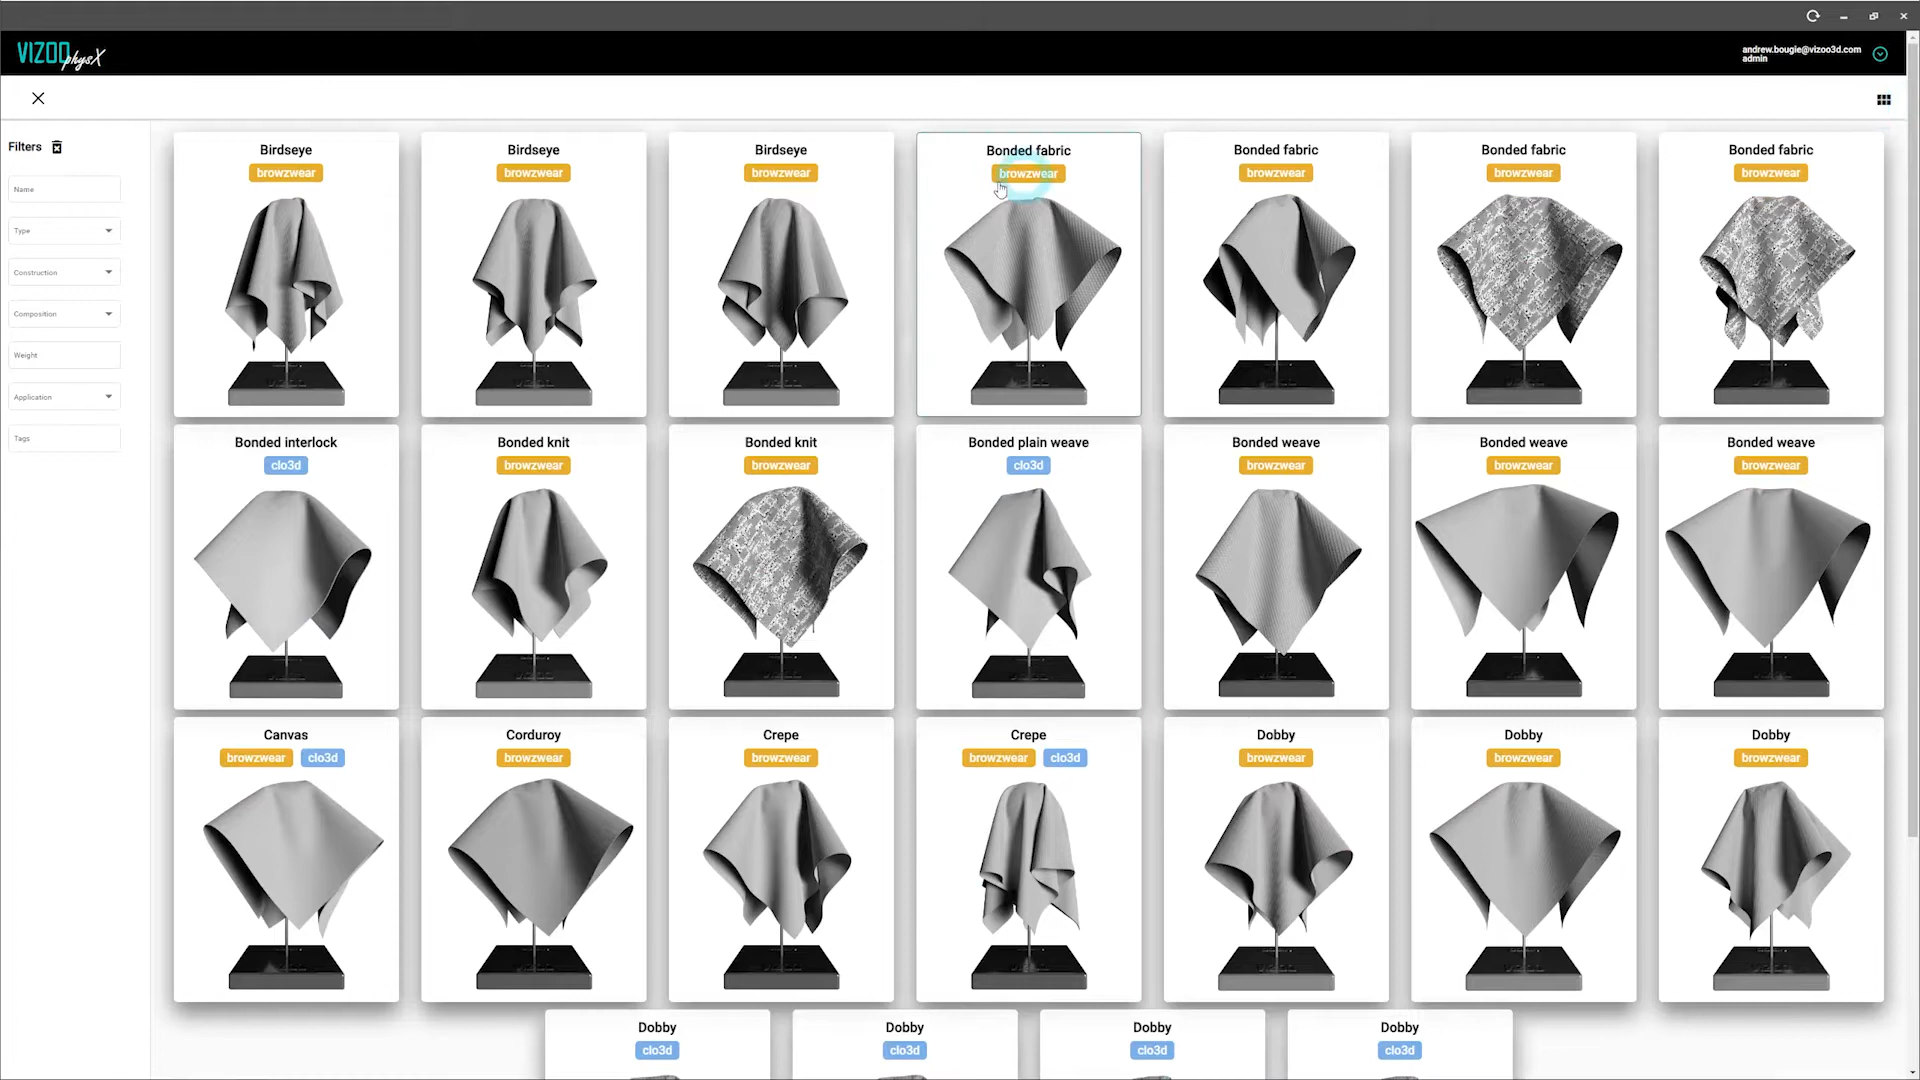 VIZOO physX
andrew.bougie@vizoo3d.com
admin
Filters
Name
Type
Construction
Composition
Weight
Application
Tags
Birdseye
browzwear
Birdseye
browzwear
Birdseye
browzwear
Bonded fabric
browzwear
Bonded fabric
browzwear
Bonded fabric
browzwear
Bonded fabric
browzwear
Bonded interlock
clo3d
Bonded knit
browzwear
Bonded knit
browzwear
Bonded plain weave
clo3d
Bonded weave
browzwear
Bonded weave
browzwear
Bonded weave
browzwear
Canvas
browzwear clo3d
Corduroy
browzwear
Crepe
browzwear
Crepe
browzwear clo3d
Dobby
browzwear
Dobby
browzwear
Dobby
browzwear
Dobby
clo3d
Dobby
clo3d
Dobby
clo3d
Dobby
clo3d